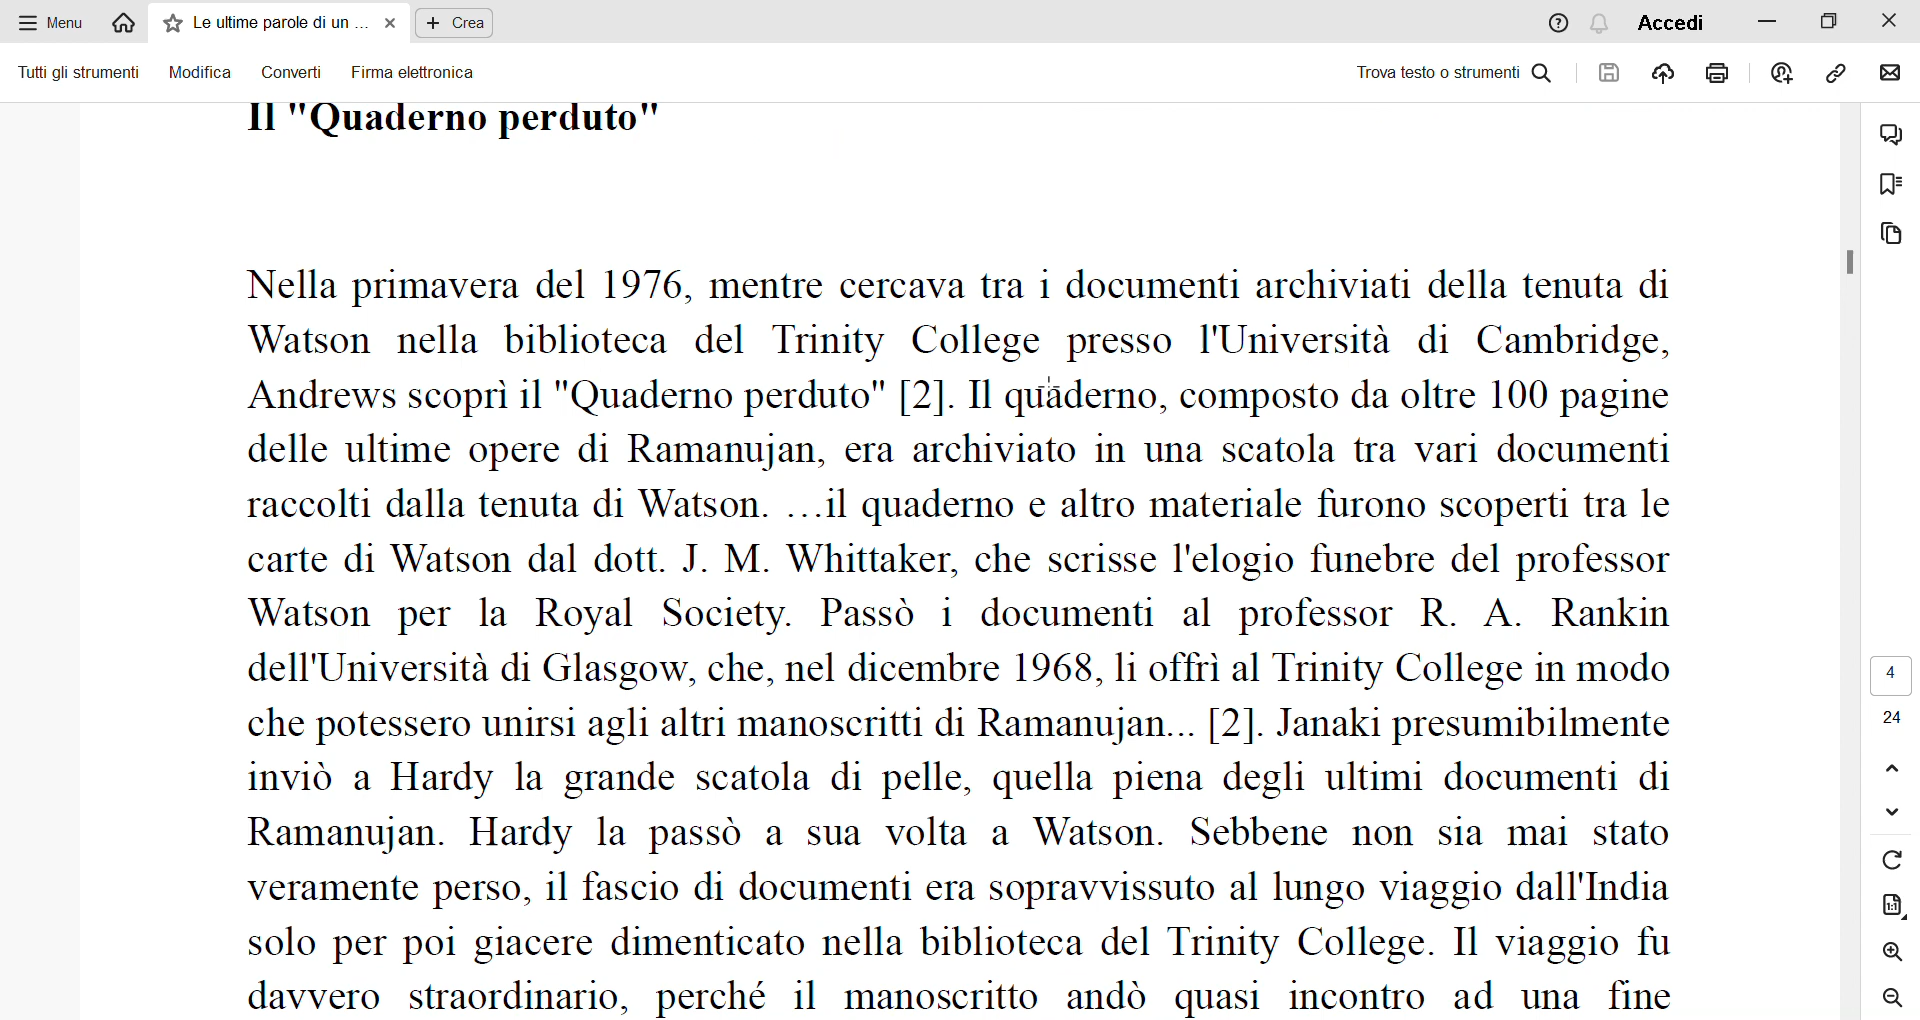 Menu
Le ultime parole di un ...
Crea
Accedi
Tutti gli strumenti
Modifica
Converti
Firma elettronica
Trova testo o strumenti
Il "Quaderno perduto"
Nella primavera del 1976, mentre cercava tra i documenti archiviati della tenuta di
Watson nella biblioteca del Trinity College presso l'Università di Cambridge,
Andrews scoprì il "Quaderno perduto" [2]. Il quaderno, composto da oltre 100 pagine
delle ultime opere di Ramanujan, era archiviato in una scatola tra vari documenti
raccolti dalla tenuta di Watson. …il quaderno e altro materiale furono scoperti tra le
carte di Watson dal dott. J. M. Whittaker, che scrisse l'elogio funebre del professor
Watson per la Royal Society. Passò i documenti al professor R. A. Rankin
dell'Università di Glasgow, che, nel dicembre 1968, li offrì al Trinity College in modo
che potessero unirsi agli altri manoscritti di Ramanujan... [2]. Janaki presumibilmente
inviò a Hardy la grande scatola di pelle, quella piena degli ultimi documenti di
Ramanujan. Hardy la passò a sua volta a Watson. Sebbene non sia mai stato
veramente perso, il fascio di documenti era sopravvissuto al lungo viaggio dall'India
solo per poi giacere dimenticato nella biblioteca del Trinity College. Il viaggio fu
davvero straordinario, perché il manoscritto andò quasi incontro ad una fine
4
24